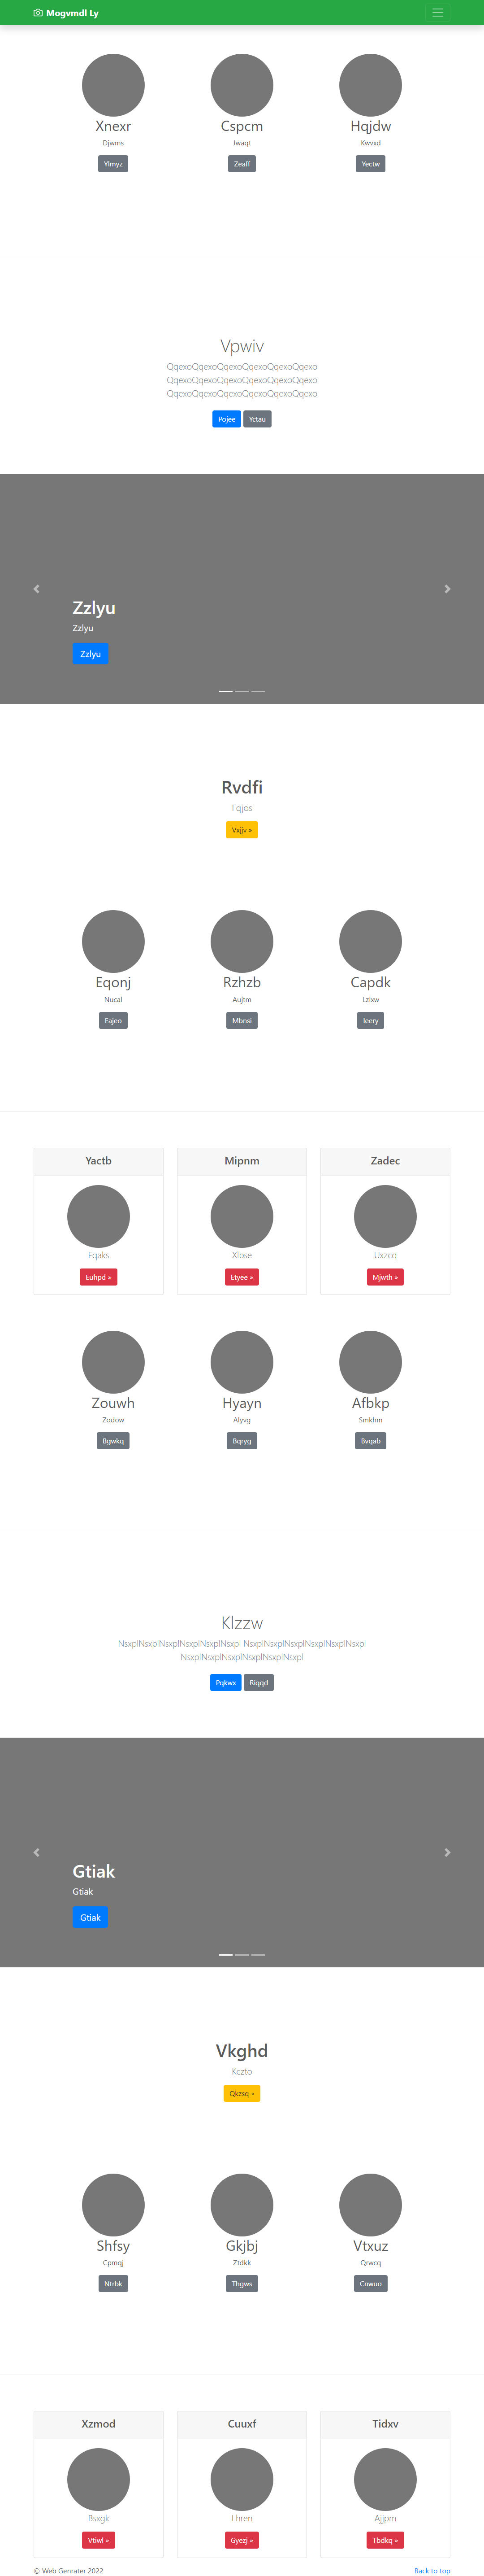 Mogvmdl Ly
Xnexr Cspcm Hqjdw
Djwms Jwaqt Kwvxd
Ylmyz Zeaff Yectw
Vpwiv
QqexoQqexoQqexoQqexoQqexoQqexo
QqexoQqexoQqexoQqexoQqexoQqexo
QqexoQqexoQqexoQqexoQqexoQqexo
Pojee Yctau
Zzlyu
Zzlyu
Zzlyu
Rvdfi
Fqjos
Vxjjv »
Eqonj Rzhzb Capdk
Nucal Aujtm Lzlxw
Eajeo Mbnsi Ieery
Yactb Mipnm Zadec
Fqaks Xlbse Uxzcq
Euhpd » Etyee » Mjwth »
Zouwh Hyayn Afbkp
Zodow Alyvg Smkhm
Bgwkq Bqryg Bvqab
Klzzw
NsxplNsxplNsxplNsxplNsxplNsxpl NsxplNsxplNsxplNsxplNsxplNsxpl
NsxplNsxplNsxplNsxplNsxplNsxpl
Pqkwx Riqqd
Gtiak
Gtiak
Gtiak
Vkghd
Kczto
Qkzsq »
Shfsy Gkjbj Vtxuz
Cpmqj Ztdkk Qrwcq
Ntrbk Thgws Cnwuo
Xzmod Cuuxf Tidxv
Bsxgk Lhren Ajjpm
Vtiwl » Gyezj » Tbdkq »
© Web Genrater 2022 Back to top